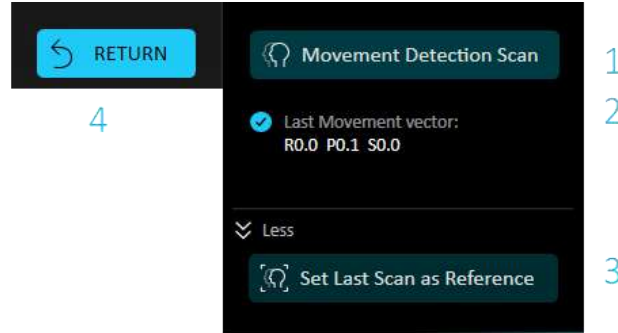 RETURN
Movement Detection Scan
1
4
Last Movement vector:
2
R0.0 P0.1 S0.0
Less
Set Last Scan as Reference
3